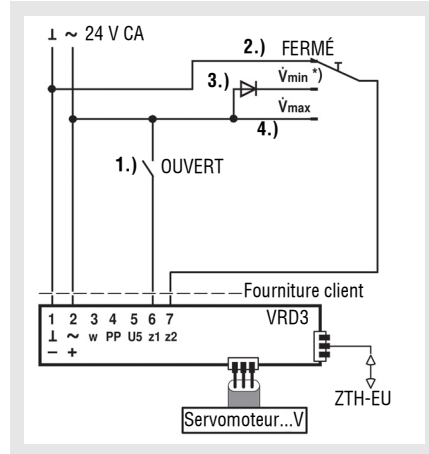 ⊥ ~ 24 V CA
2.) FERMÉ
3.) V̇min *)
V̇max
4.)
1.) OUVERT
Fourniture client
1 2 3 4 5 6 7 VRD3
⊥ ~ w PP U5 z1 z2
− +
ZTH-EU
Servomoteur...V